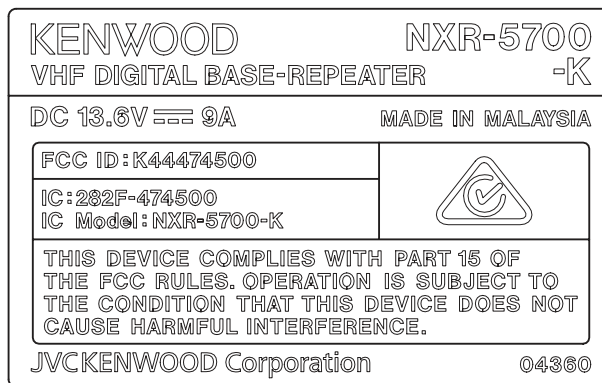 KENWOOD NXR-5700
VHF DIGITAL BASE-REPEATER -K
DC 13.6V 9A MADE IN MALAYSIA
FCC ID:K44474500
IC:282F-474500
IC Model:NXR-5700-K
THIS DEVICE COMPLIES WITH PART 15 OF
THE FCC RULES. OPERATION IS SUBJECT TO
THE CONDITION THAT THIS DEVICE DOES NOT
CAUSE HARMFUL INTERFERENCE.
JVCKENWOOD Corporation 04360